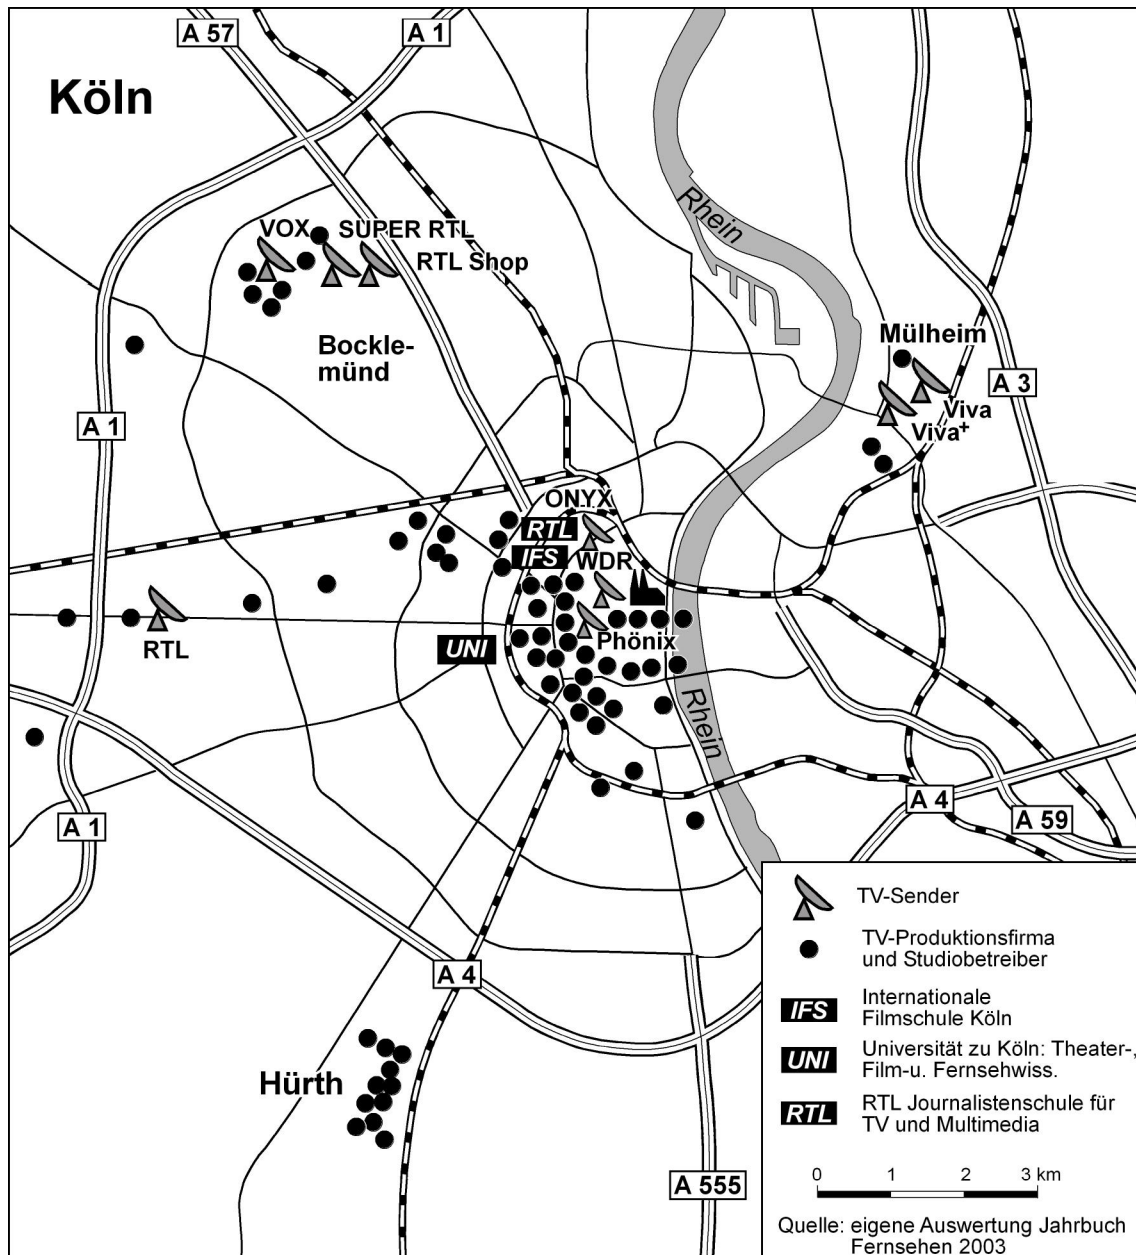 A 57
A 1
Köln
Rhein
VOX
SUPER RTL
RTL Shop
Bockle-
münd
Mülheim
A 3
Viva
Viva+
A 1
ONYX
RTL
IFS
WDR
UNI
Phönix
RTL
Rhein
A 4
A 59
A 1
A 4
Hürth
A 555
TV-Sender
TV-Produktionsfirma
und Studiobetreiber
IFS
Internationale
Filmschule Köln
UNI
Universität zu Köln: Theater-,
Film-u. Fernsehwiss.
RTL
RTL Journalistenschule für
TV und Multimedia
0 1 2 3 km
Quelle: eigene Auswertung Jahrbuch
Fernsehen 2003